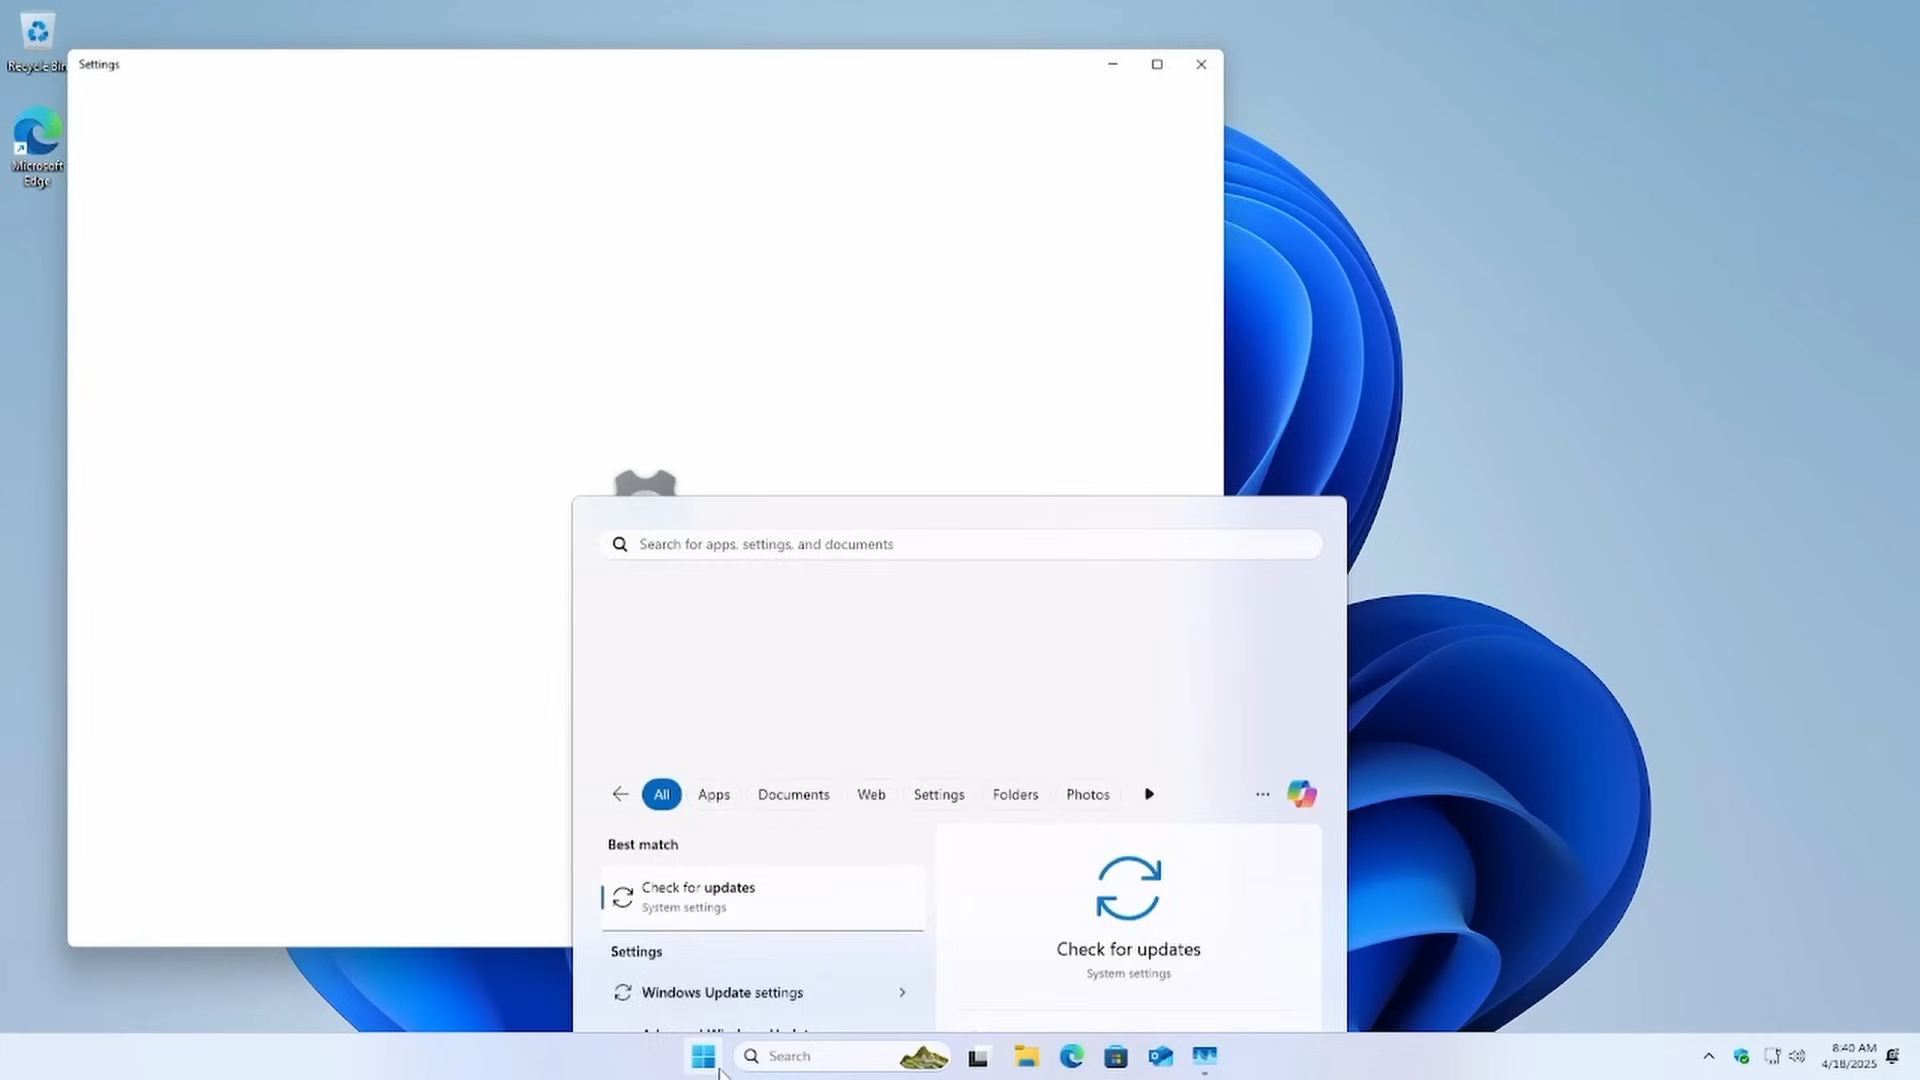 Recycle Bin
Settings
Microsoft
Edge
Search for apps, settings, and documents
All
Apps
Documents
Web
Settings
Folders
Photos
Best match
Check for updates
System settings
Settings
Windows Update settings
Check for updates
System settings
Search
8:40 AM
4/18/2025